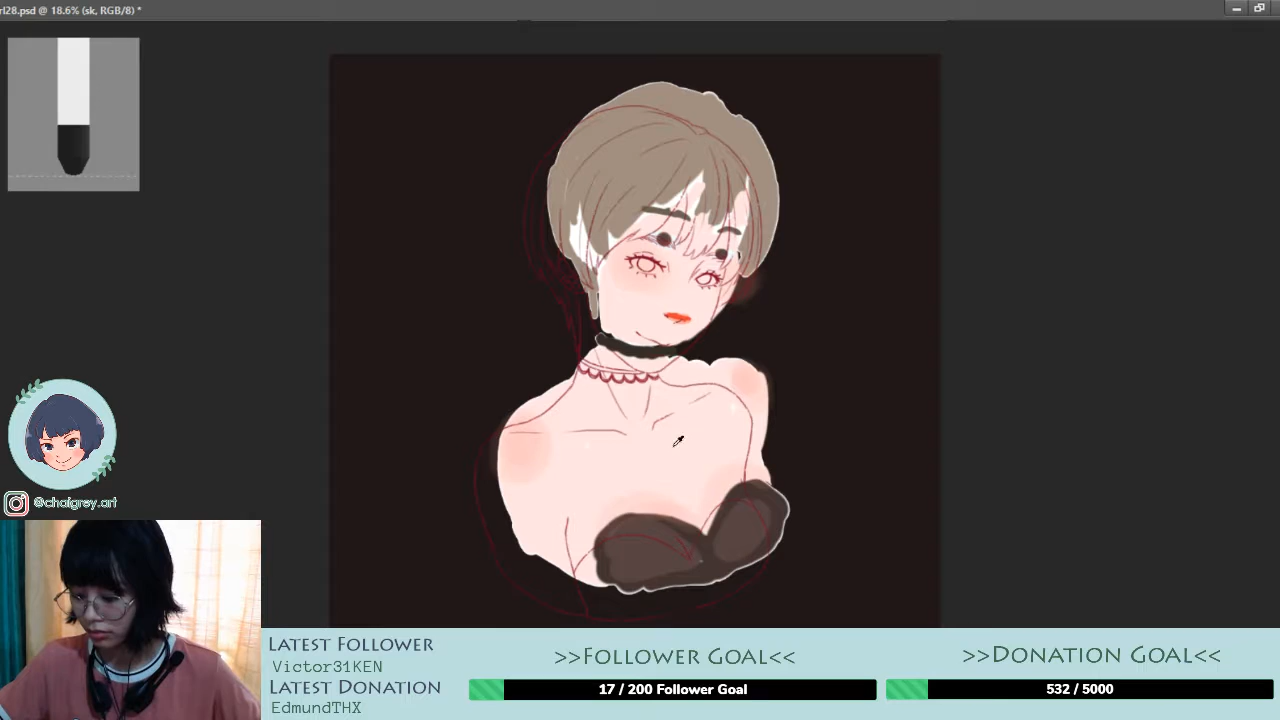 rl28.psd @ 18.6% (sk, RGB/8) *
@chaigrey.art
LATEST FOLLOWER
Victor31KEN
LATEST DONATION
EdmundTHX
>>FOLLOWER GOAL<<
17 / 200 Follower Goal
>>DONATION GOAL<<
532 / 5000